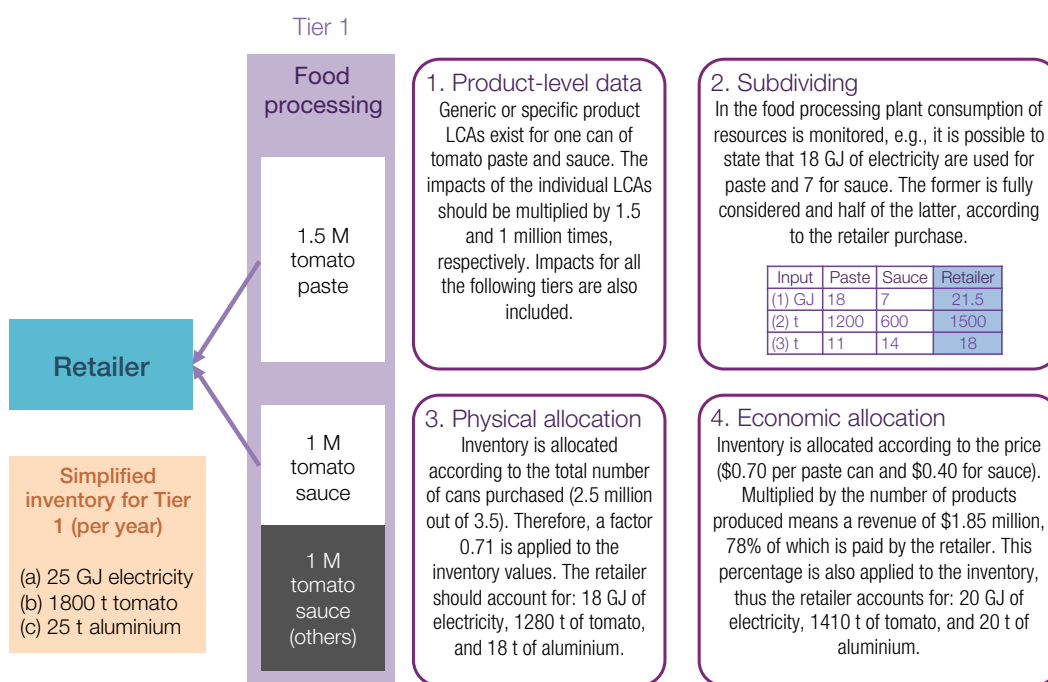 Tier 1
Food
processing
1.5 M
tomato
paste
1 M
tomato
sauce
1 M
tomato
sauce
(others)
Retailer
Simplified
inventory for Tier
1 (per year)
(a) 25 GJ electricity
(b) 1800 t tomato
(c) 25 t aluminium
1. Product-level data
Generic or specific product
LCAs exist for one can of
tomato paste and sauce. The
impacts of the individual LCAs
should be multiplied by 1.5
and 1 million times,
respectively. Impacts for all
the following tiers are also
included.
2. Subdividing
In the food processing plant consumption of
resources is monitored, e.g., it is possible to
state that 18 GJ of electricity are used for
paste and 7 for sauce. The former is fully
considered and half of the latter, according
to the retailer purchase.
Input Paste Sauce Retailer
(1) GJ 18 7 21.5
(2) t 1200 600 1500
(3) t 11 14 18
3. Physical allocation
Inventory is allocated
according to the total number
of cans purchased (2.5 million
out of 3.5). Therefore, a factor
0.71 is applied to the
inventory values. The retailer
should account for: 18 GJ of
electricity, 1280 t of tomato,
and 18 t of aluminium.
4. Economic allocation
Inventory is allocated according to the price
($0.70 per paste can and $0.40 for sauce).
Multiplied by the number of products
produced means a revenue of $1.85 million,
78% of which is paid by the retailer. This
percentage is also applied to the inventory,
thus the retailer accounts for: 20 GJ of
electricity, 1410 t of tomato, and 20 t of
aluminium.